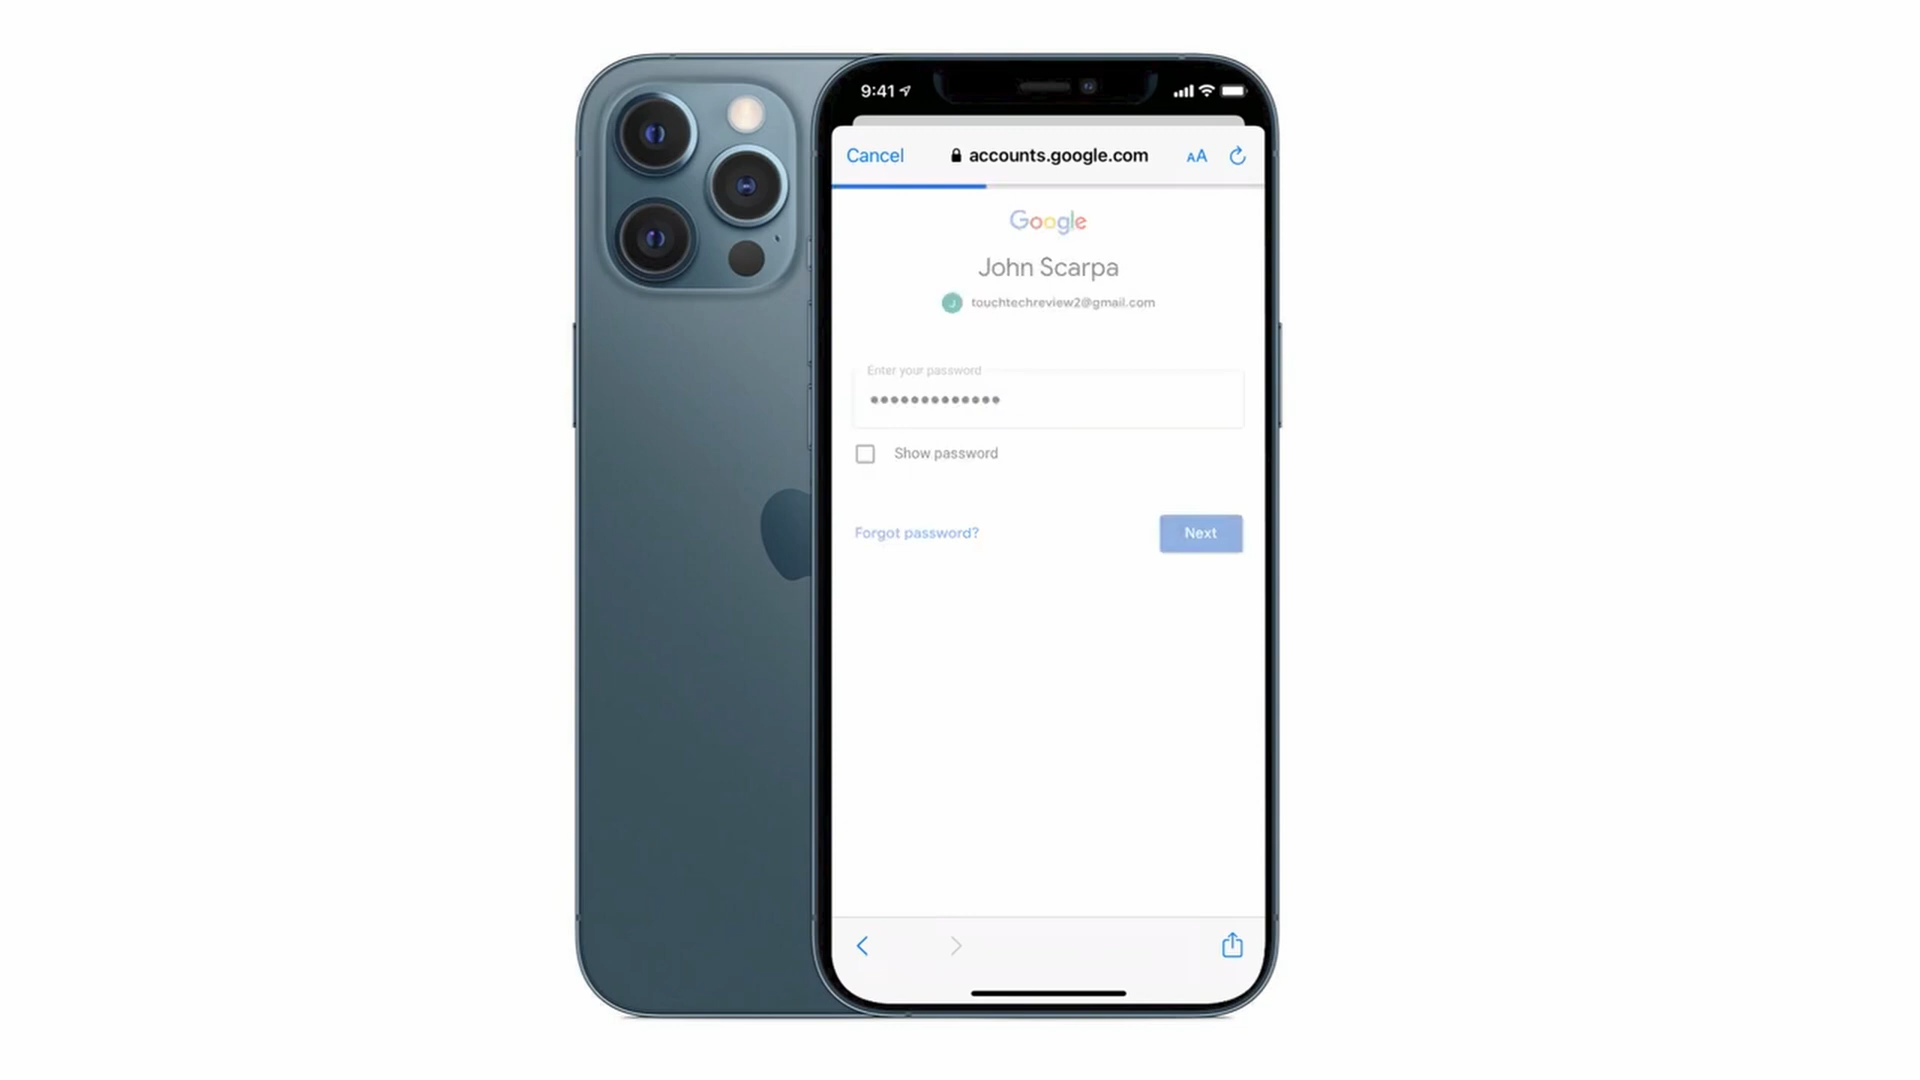 9:41
Cancel accounts.google.com AA
Google
John Scarpa
J touchtechreview2@gmail.com
Enter your password
•••••••••••••
Show password
Forgot password? Next